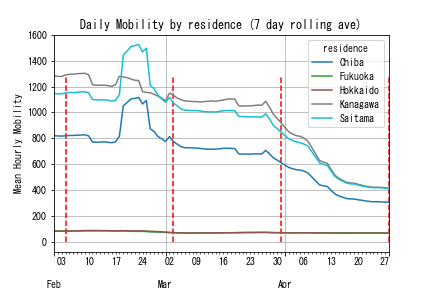 Daily Mobility by residence (7 day rolling ave)
Mean Hourly Mobility
1600
1400
1200
1000
800
600
400
200
0
residence
Chiba
Fukuoka
Hokkaido
Kanagawa
Saitama
03 10 17 24 02 09 16 23 30 06 13 20 27
Feb Mar Apr